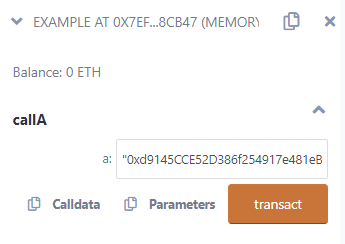 EXAMPLE AT 0X7EF...8CB47 (MEMORY
Balance: 0 ETH
callA
a: "0xd9145CCE52D386f254917e481eB
Calldata Parameters transact